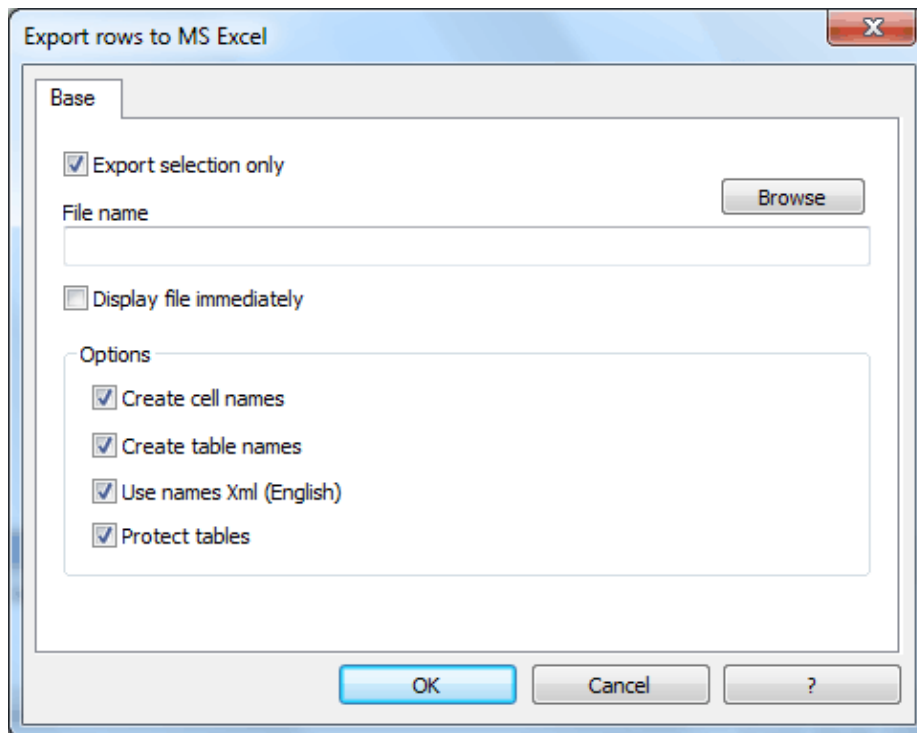 Export rows to MS Excel
Base
Export selection only
Browse
File name
Display file immediately
Options
Create cell names
Create table names
Use names Xml (English)
Protect tables
OK Cancel ?